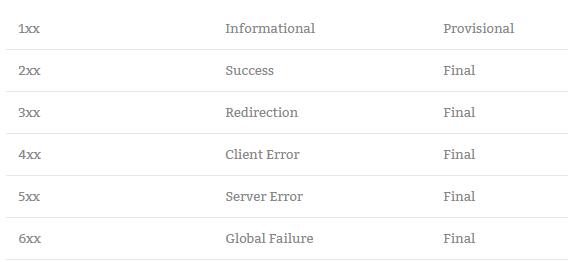 1xx Informational Provisional
2xx Success Final
3xx Redirection Final
4xx Client Error Final
5xx Server Error Final
6xx Global Failure Final